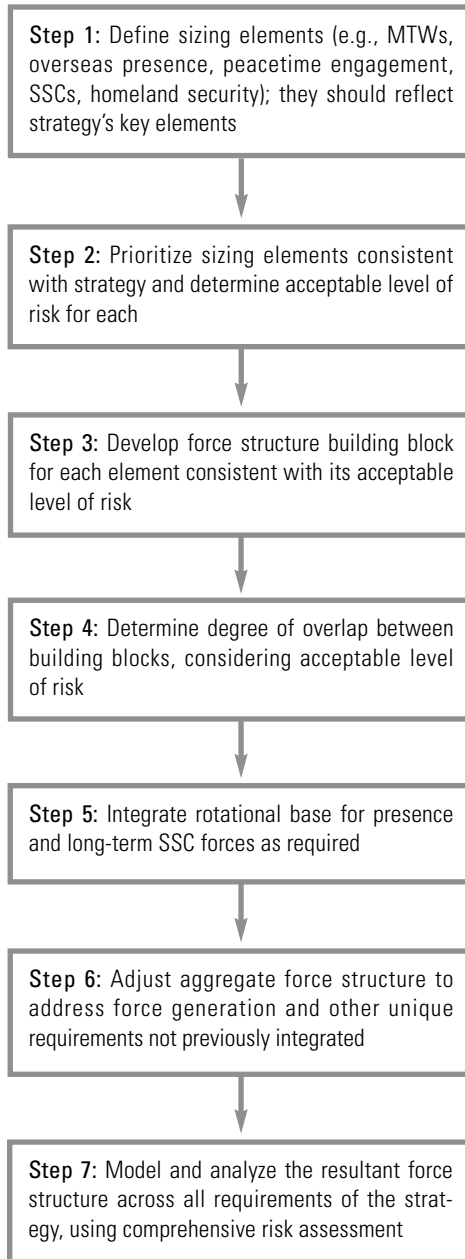 Step 1: Define sizing elements (e.g., MTWs,
overseas presence, peacetime engagement,
SSCs, homeland security); they should reflect
strategy's key elements
Step 2: Prioritize sizing elements consistent
with strategy and determine acceptable level of
risk for each
Step 3: Develop force structure building block
for each element consistent with its acceptable
level of risk
Step 4: Determine degree of overlap between
building blocks, considering acceptable level
of risk
Step 5: Integrate rotational base for presence
and long-term SSC forces as required
Step 6: Adjust aggregate force structure to
address force generation and other unique
requirements not previously integrated
Step 7: Model and analyze the resultant force
structure across all requirements of the strat-
egy, using comprehensive risk assessment